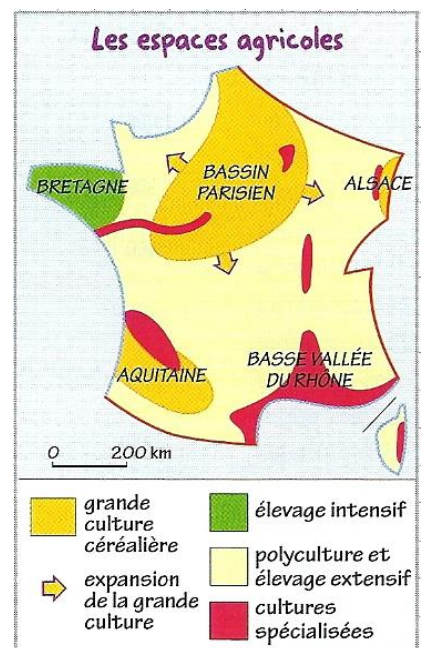 Les espaces agricoles
BRETAGNE
BASSIN
PARISIEN
ALSACE
AQUITAINE
BASSE VALLÉE
DU RHÔNE
0 200 km
grande
culture
céréalière
expansion
de la grande
culture
élevage intensif
polyculture et
élevage extensif
cultures
spécialisées